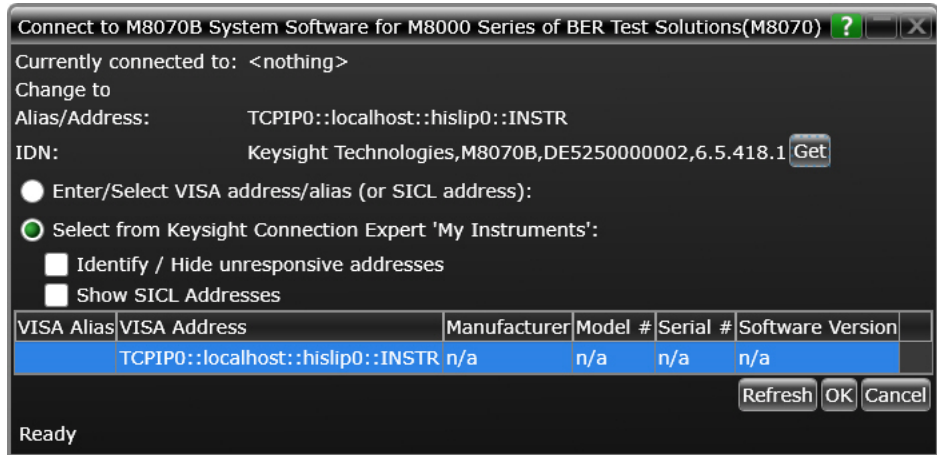 Connect to M8070B System Software for M8000 Series of BER Test Solutions(M8070) ?
Currently connected to: <nothing>
Change to
Alias/Address: TCPIP0::localhost::hislip0::INSTR
IDN: Keysight Technologies,M8070B,DE5250000002,6.5.418.1 Get
Enter/Select VISA address/alias (or SICL address):
Select from Keysight Connection Expert 'My Instruments':
Identify / Hide unresponsive addresses
Show SICL Addresses
VISA Alias VISA Address Manufacturer Model # Serial # Software Version
TCPIP0::localhost::hislip0::INSTR n/a n/a n/a n/a
Refresh OK Cancel
Ready